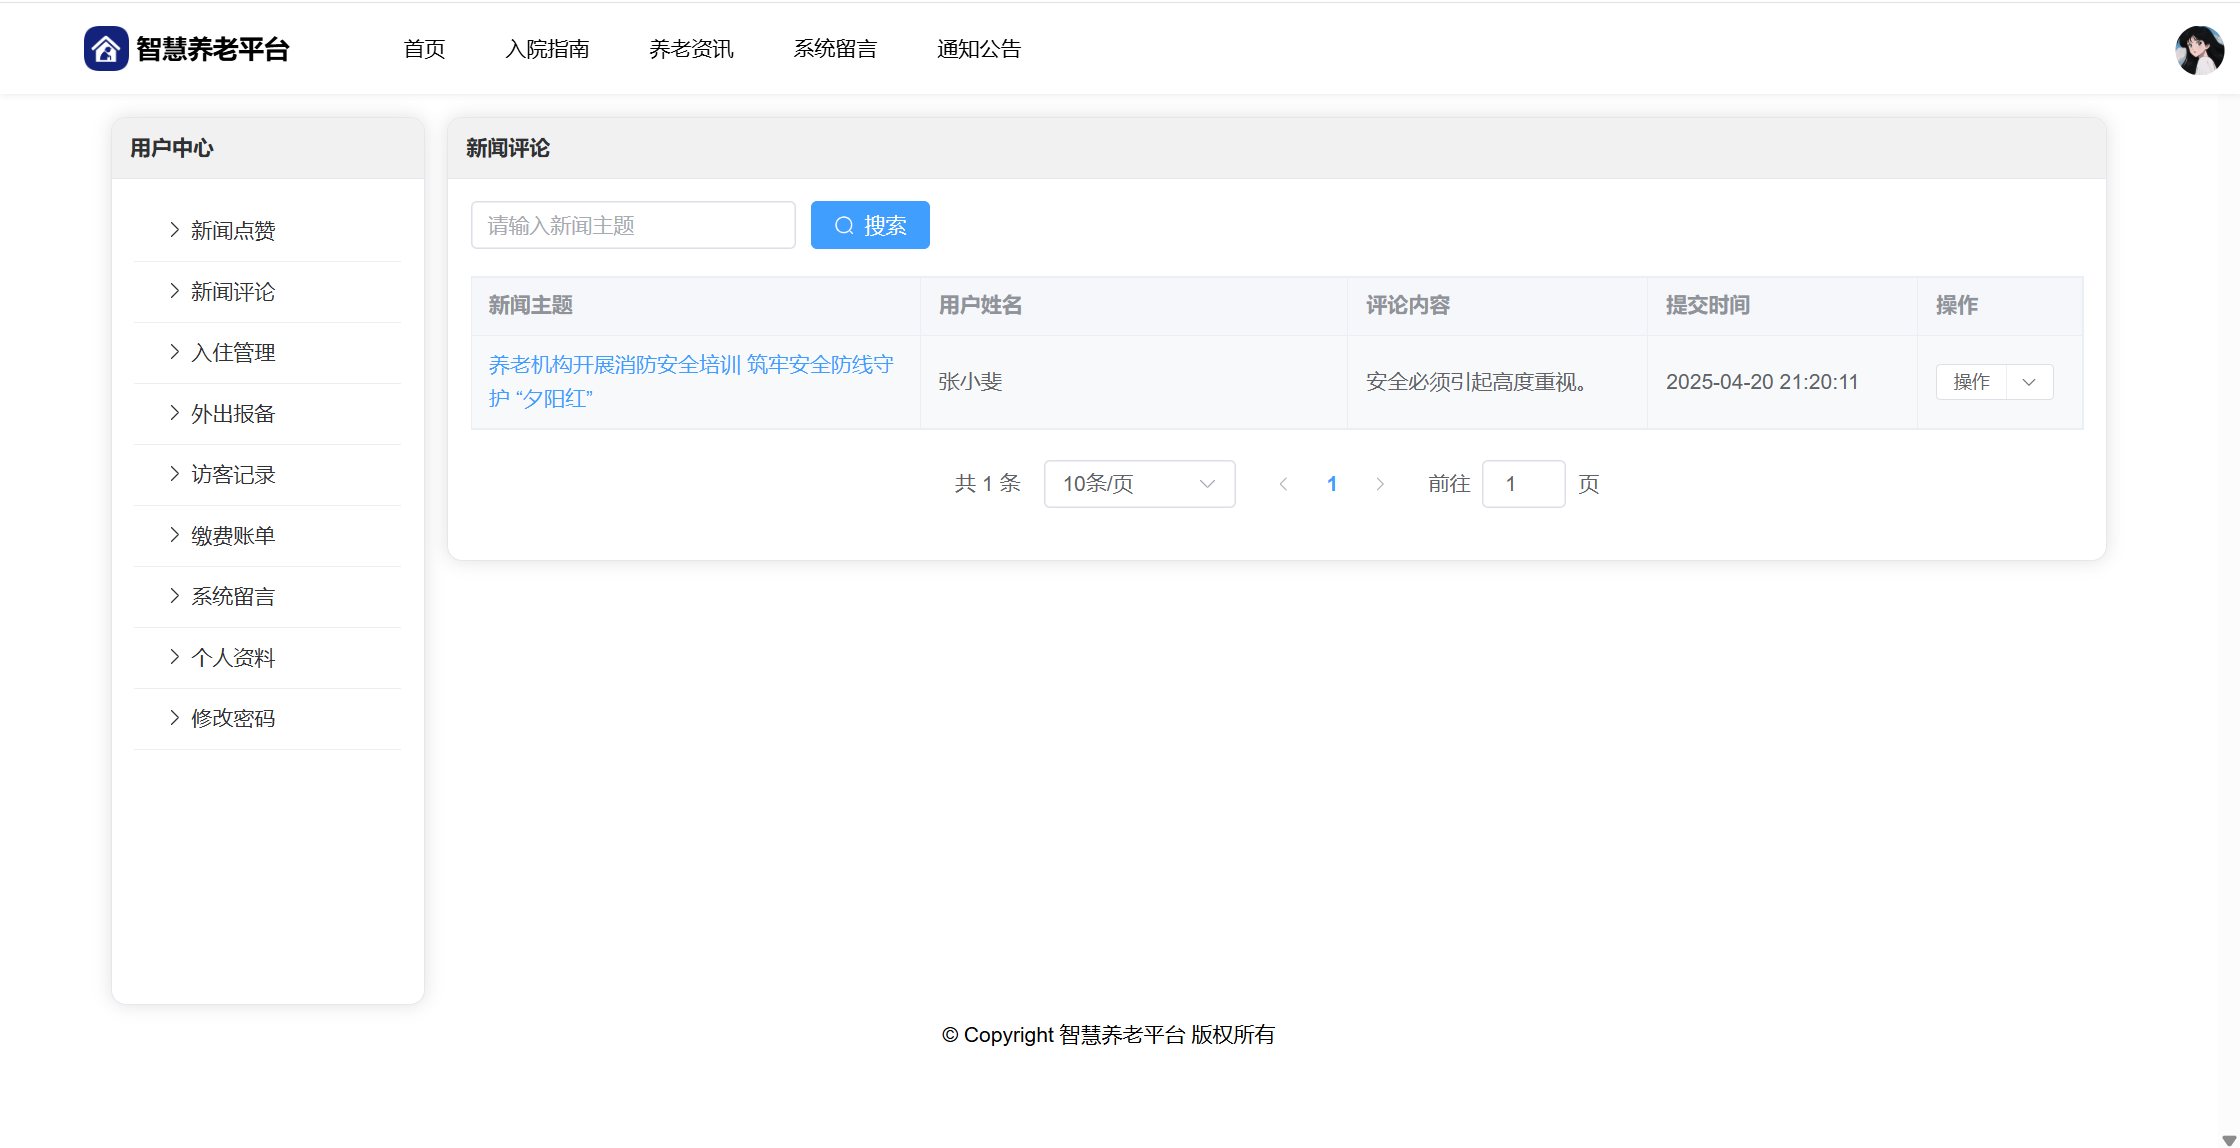 智慧养老平台
首页 入院指南 养老资讯 系统留言 通知公告
用户中心
新闻点赞
新闻评论
入住管理
外出报备
访客记录
缴费账单
系统留言
个人资料
修改密码
新闻评论
请输入新闻主题 搜索
新闻主题 用户姓名 评论内容 提交时间 操作
养老机构开展消防安全培训 筑牢安全防线守
护 “夕阳红”
张小斐 安全必须引起高度重视。 2025-04-20 21:20:11 操作
共 1 条 10条/页 1 前往 1 页
© Copyright 智慧养老平台 版权所有